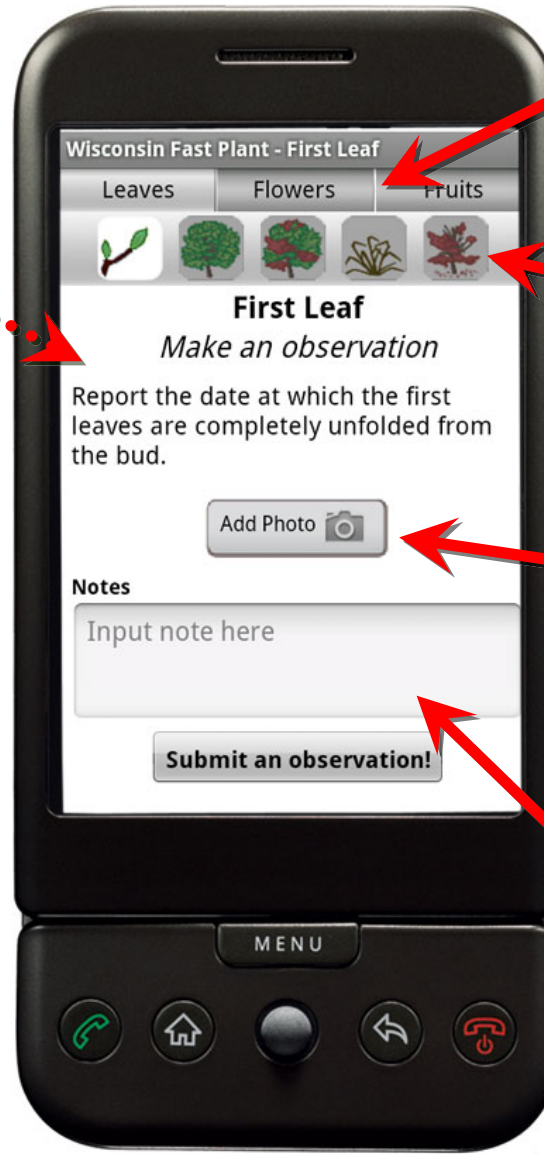 Wisconsin Fast Plant - First Leaf
Leaves Flowers Fruits
First Leaf
Make an observation
Report the date at which the first
leaves are completely unfolded from
the bud.
Add Photo
Notes
Input note here
Submit an observation!
MENU